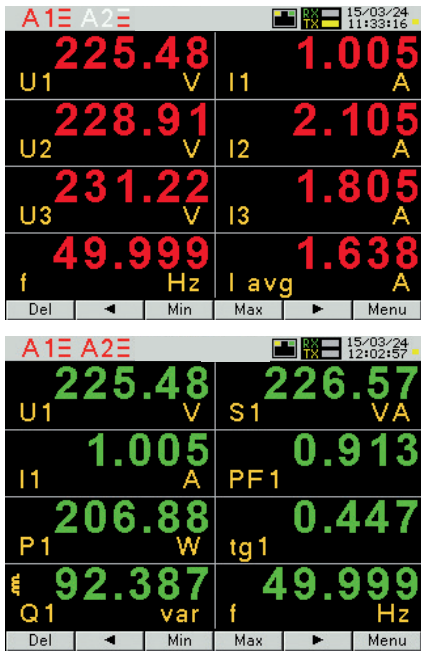 A1 A2 RX TX 15/03/24 11:33:16
225.48 1.005
U1 V I1 A
228.91 2.105
U2 V I2 A
231.22 1.805
U3 V I3 A
49.999 1.638
f Hz I avg A
Del ◄ Min Max ► Menu
A1 A2 RX TX 15/03/24 12:02:57
225.48 226.57
U1 V S1 VA
1.005 0.913
I1 A PF1
206.88 0.447
P1 W tg1
92.387 49.999
Q1 var f Hz
Del ◄ Min Max ► Menu